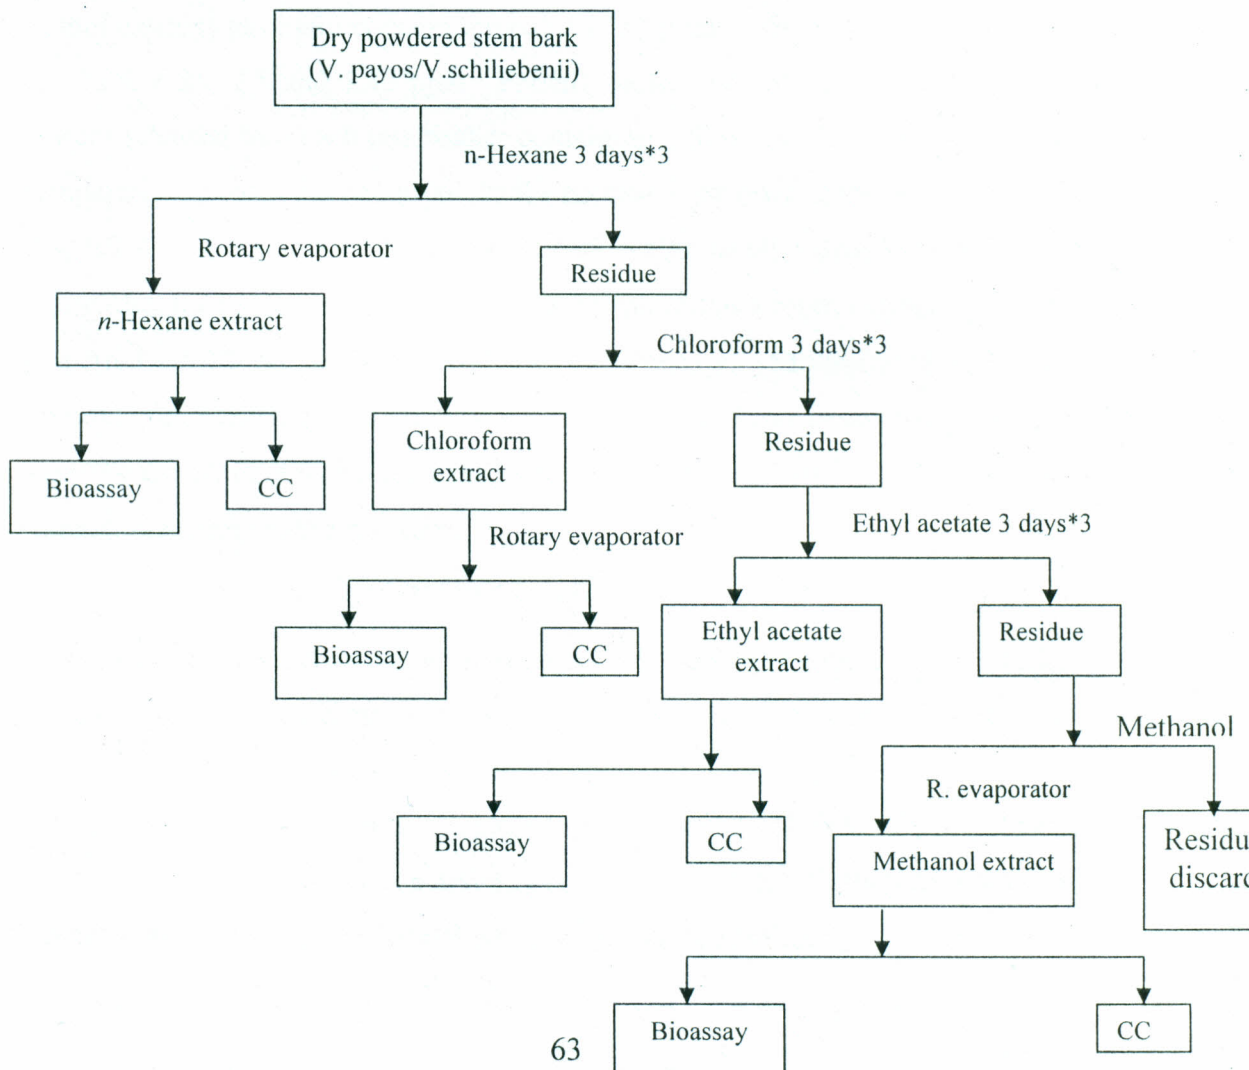 Dry powdered stem bark
(V. payos/V.schiliebenii)
n-Hexane 3 days*3
Rotary evaporator
Residue
n-Hexane extract
Chloroform 3 days*3
Chloroform
extract
Residue
Bioassay
CC
Ethyl acetate 3 days*3
Rotary evaporator
Bioassay
CC
Ethyl acetate
extract
Residue
Methanol
R. evaporator
Bioassay
CC
Methanol extract
Residu
discard
Bioassay
CC
63